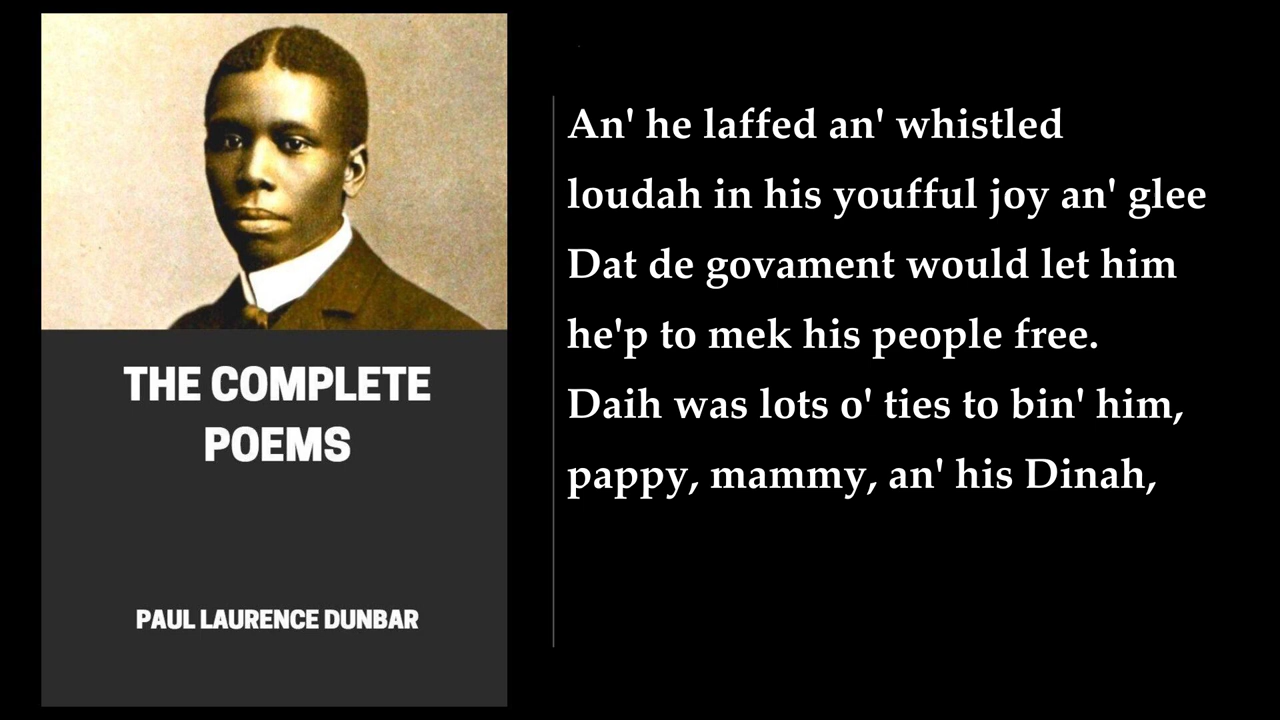 THE COMPLETE
POEMS
PAUL LAURENCE DUNBAR
An' he laffed an' whistled
loudah in his youfful joy an' glee
Dat de govament would let him
he'p to mek his people free.
Daih was lots o' ties to bin' him,
pappy, mammy, an' his Dinah,